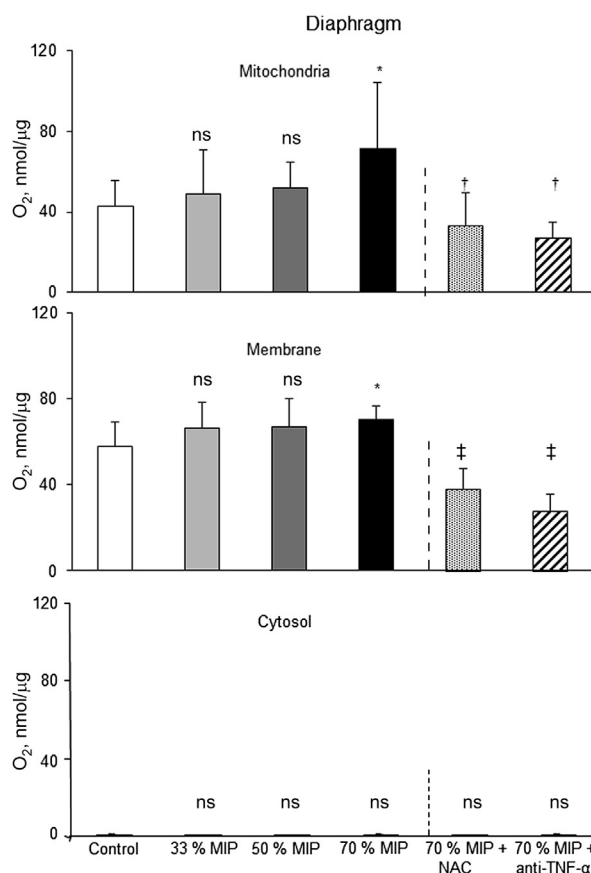 Diaphragm
120
Mitochondria
*
80
ns
ns
O2, nmol/μg
†
†
40
0
120
Membrane
80
ns
ns
*
O2, nmol/μg
‡
‡
40
0
120
Cytosol
80
O2, nmol/μg
40
ns
ns
ns
ns
ns
0
Control
33 % MIP
50 % MIP
70 % MIP
70 % MIP +
NAC
70 % MIP +
anti-TNF-α